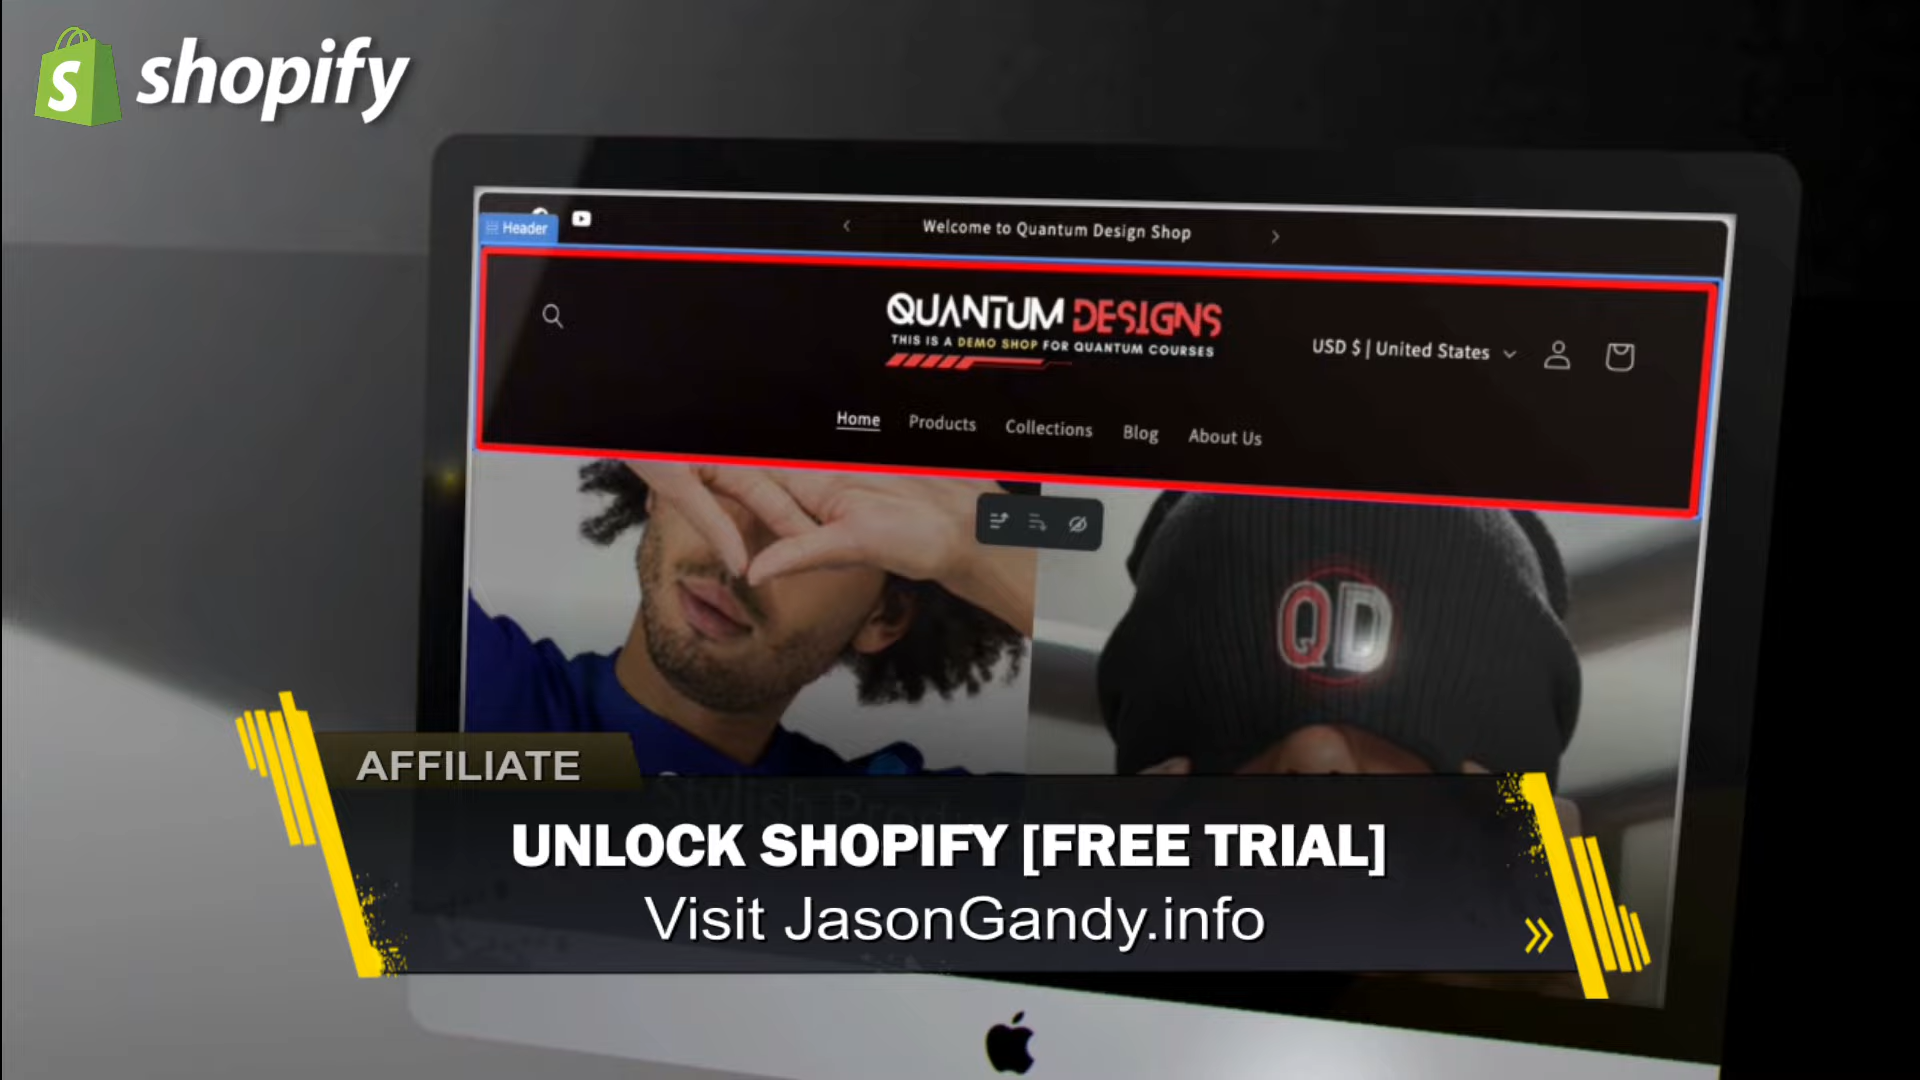 shopify
Header
Welcome to Quantum Design Shop
QUANTUM DESIGNS
THIS IS A DEMO SHOP FOR QUANTUM COURSES
USD $ | United States
Home Products Collections Blog About Us
QD
AFFILIATE
Stylish
UNLOCK SHOPIFY [FREE TRIAL]
Visit JasonGandy.info